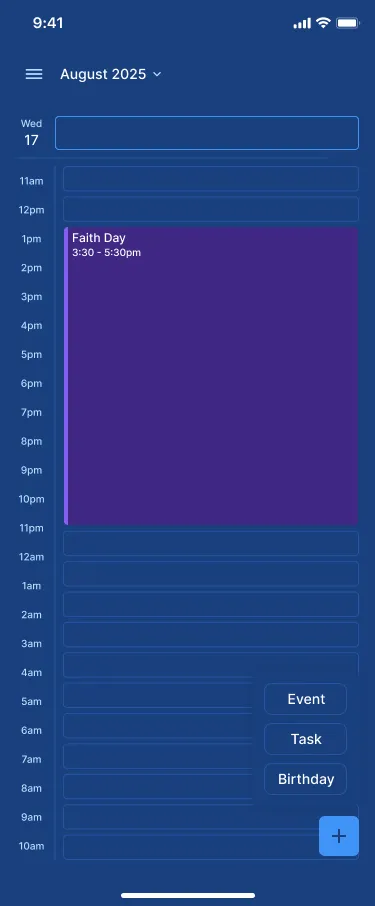 9:41
August 2025
Wed
17
11am
12pm
1pm
Faith Day
3:30 - 5:30pm
2pm
3pm
4pm
5pm
6pm
7pm
8pm
9pm
10pm
11pm
12am
1am
2am
3am
4am
5am
Event
6am
Task
7am
Birthday
8am
9am
10am